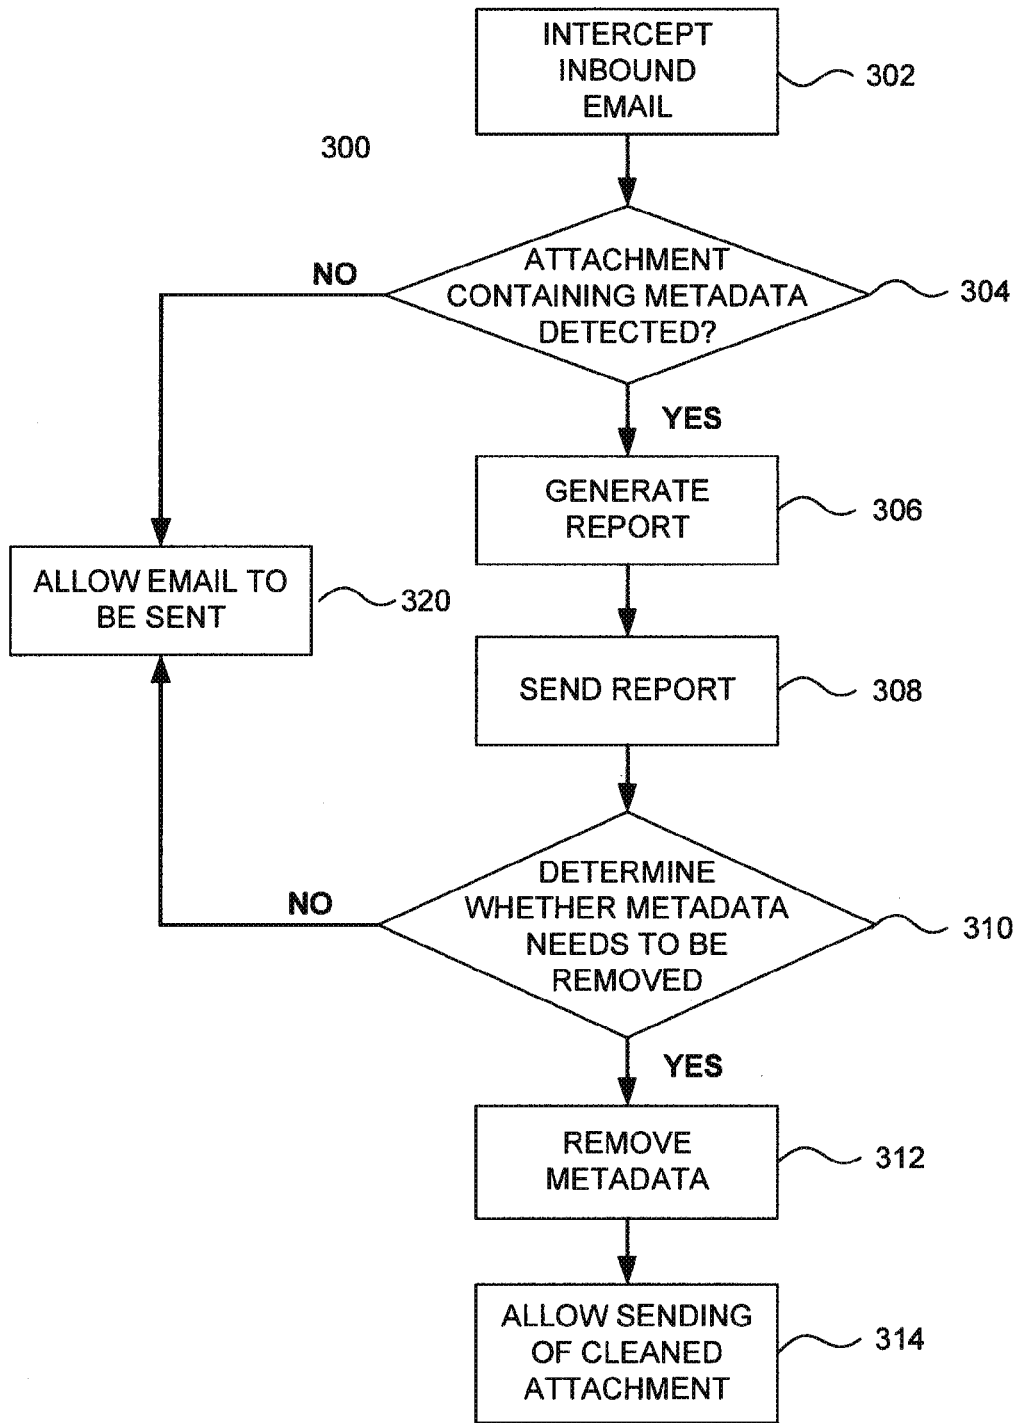 INTERCEPT
INBOUND
EMAIL
302
300
ATTACHMENT
CONTAINING METADATA
DETECTED?
304
NO
YES
GENERATE
REPORT
306
ALLOW EMAIL TO
BE SENT
320
SEND REPORT
308
DETERMINE
WHETHER METADATA
NEEDS TO BE
REMOVED
310
NO
YES
REMOVE
METADATA
312
ALLOW SENDING
OF CLEANED
ATTACHMENT
314